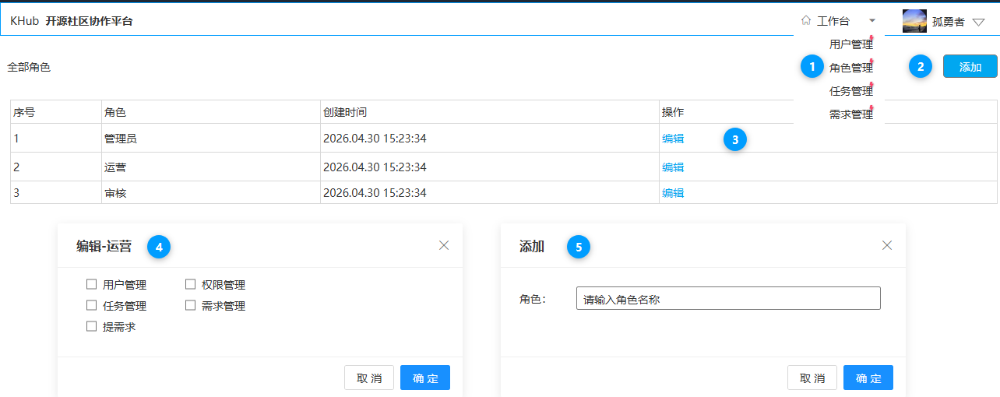 KHub 开源社区协作平台
工作台
孤勇者
用户管理
角色管理
任务管理
需求管理
1
2
全部角色
添加
序号 角色 创建时间 操作
1 管理员 2026.04.30 15:23:34 编辑
3
2 运营 2026.04.30 15:23:34 编辑
3 审核 2026.04.30 15:23:34 编辑
编辑-运营
4
用户管理 权限管理
任务管理 需求管理
提需求
取 消 确 定
添加
5
角色：
请输入角色名称
取 消 确 定